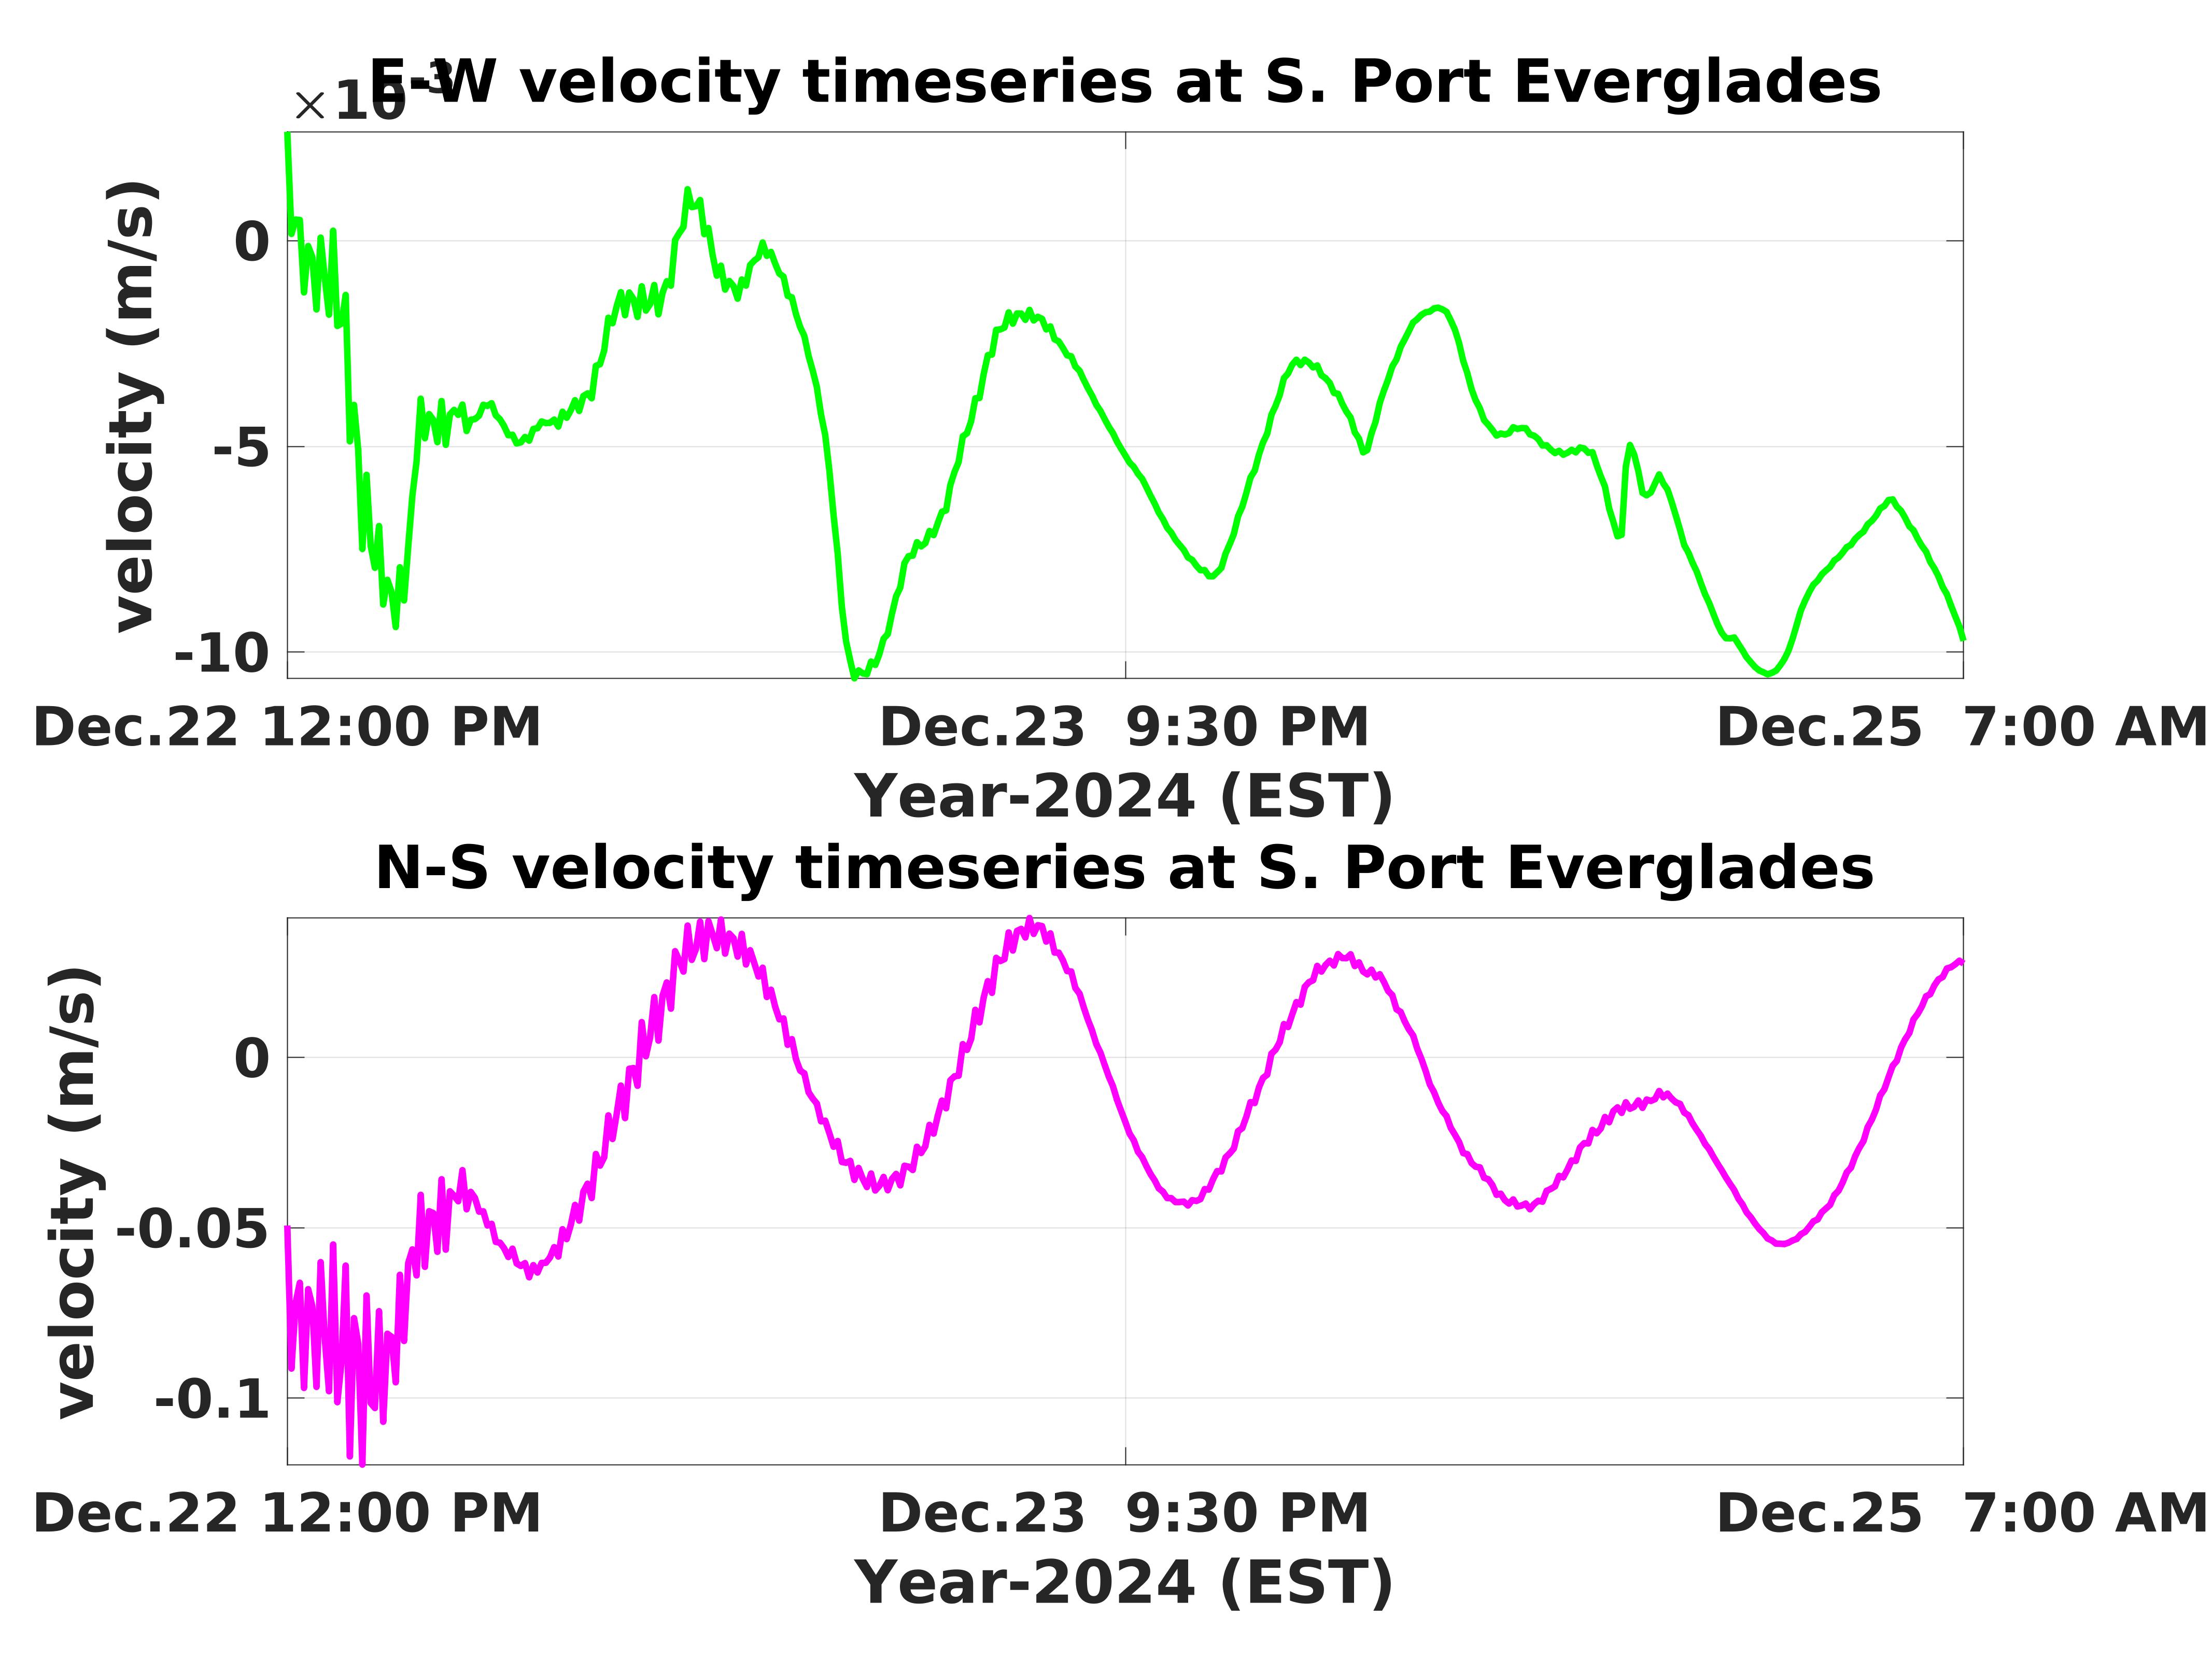 E-W velocity timeseries at S. Port Everglades
×10-3
velocity (m/s)
0
-5
-10
Dec.22 12:00 PM Dec.23 9:30 PM Dec.25 7:00 AM
Year-2024 (EST)
N-S velocity timeseries at S. Port Everglades
velocity (m/s)
0
-0.05
-0.1
Dec.22 12:00 PM Dec.23 9:30 PM Dec.25 7:00 AM
Year-2024 (EST)